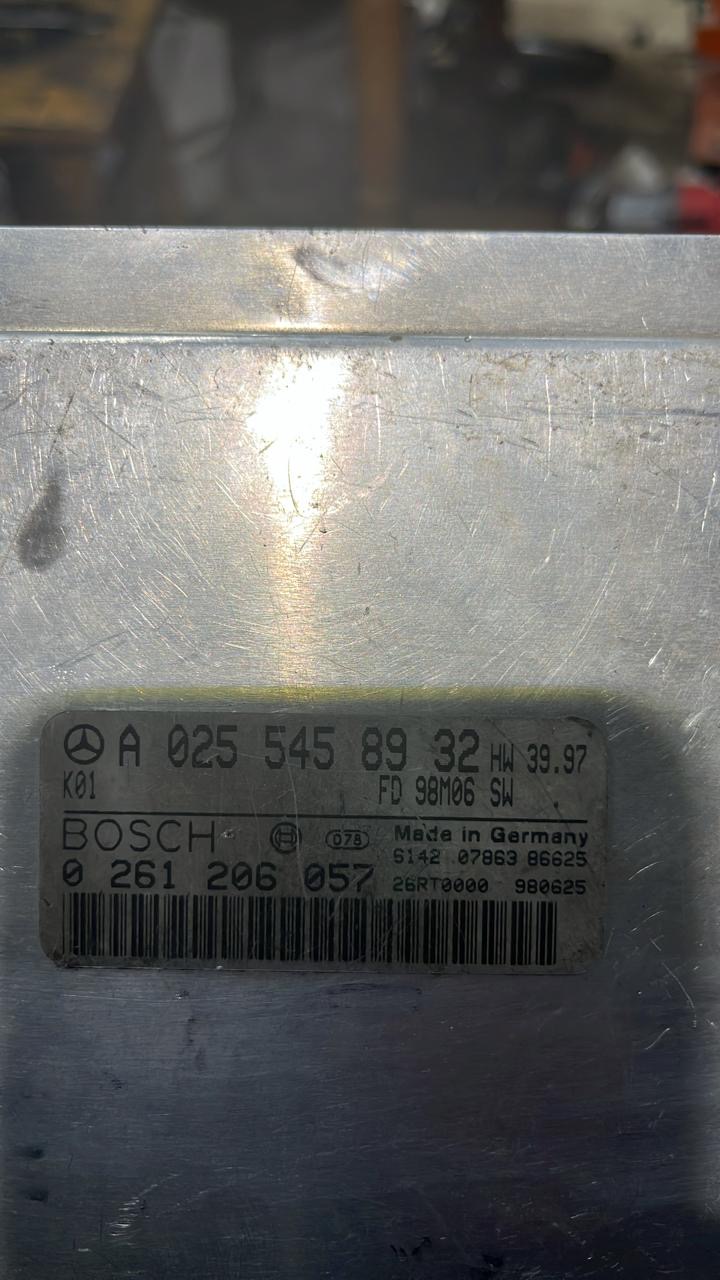 A 025 545 89 32 HW 39.97
K01 FD 98M06 SW
BOSCH 078 Made in Germany
6142 07863 86625
0 261 206 057 26RT0000 980625